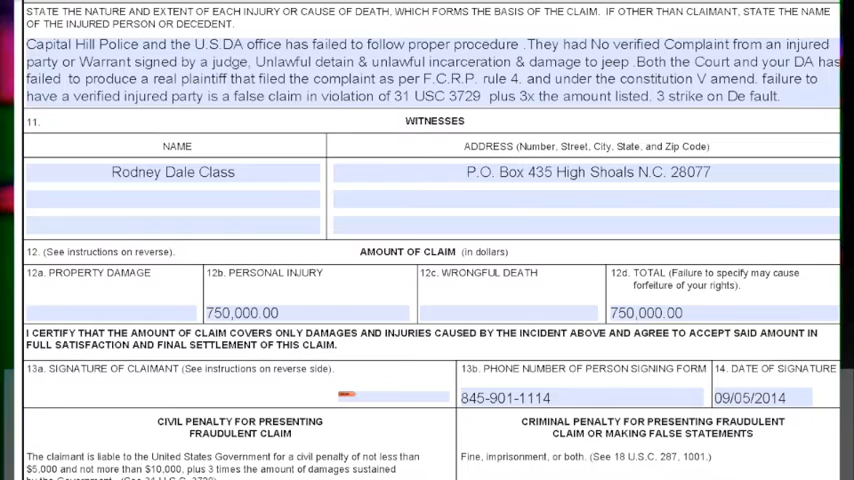 STATE THE NATURE AND EXTENT OF EACH INJURY OR CAUSE OF DEATH, WHICH FORMS THE BASIS OF THE CLAIM. IF OTHER THAN CLAIMANT, STATE THE NAME
OF THE INJURED PERSON OR DECEDENT.
Capital Hill Police and the U.S.DA office has failed to follow proper procedure .They had No verified Complaint from an injured
party or Warrant signed by a judge, Unlawful detain & unlawful incarceration & damage to jeep .Both the Court and your DA has
failed to produce a real plaintiff that filed the complaint as per F.C.R.P. rule 4. and under the constitution V amend. failure to
have a verified injured party is a false claim in violation of 31 USC 3729 plus 3x the amount listed. 3 strike on De fault.
11. WITNESSES
NAME ADDRESS (Number, Street, City, State, and Zip Code)
Rodney Dale Class P.O. Box 435 High Shoals N.C. 28077
12. (See instructions on reverse). AMOUNT OF CLAIM (in dollars)
12a. PROPERTY DAMAGE 12b. PERSONAL INJURY 12c. WRONGFUL DEATH 12d. TOTAL (Failure to specify may cause
forfeiture of your rights).
750,000.00 750,000.00
I CERTIFY THAT THE AMOUNT OF CLAIM COVERS ONLY DAMAGES AND INJURIES CAUSED BY THE INCIDENT ABOVE AND AGREE TO ACCEPT SAID AMOUNT IN
FULL SATISFACTION AND FINAL SETTLEMENT OF THIS CLAIM.
13a. SIGNATURE OF CLAIMANT (See instructions on reverse side). 13b. PHONE NUMBER OF PERSON SIGNING FORM 14. DATE OF SIGNATURE
845-901-1114 09/05/2014
CIVIL PENALTY FOR PRESENTING CRIMINAL PENALTY FOR PRESENTING FRAUDULENT
FRAUDULENT CLAIM CLAIM OR MAKING FALSE STATEMENTS
The claimant is liable to the United States Government for a civil penalty of not less than Fine, imprisonment, or both. (See 18 U.S.C. 287, 1001.)
$5,000 and not more than $10,000, plus 3 times the amount of damages sustained
by the Government. (See 31 U.S.C. 3729).